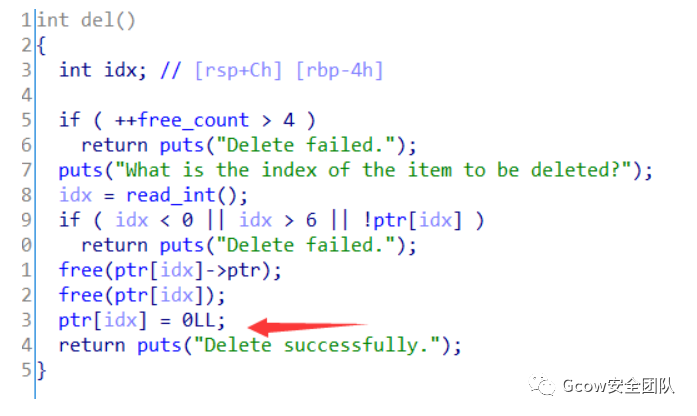 1 int del()
2 {
3 int idx; // [rsp+Ch] [rbp-4h]
4
5 if ( ++free_count > 4 )
6 return puts("Delete failed.");
7 puts("What is the index of the item to be deleted?");
8 idx = read_int();
9 if ( idx < 0 || idx > 6 || !ptr[idx] )
0 return puts("Delete failed.");
1 free(ptr[idx]->ptr);
2 free(ptr[idx]);
3 ptr[idx] = 0LL;
4 return puts("Delete successfully.");
5 }
Gcow安全团队